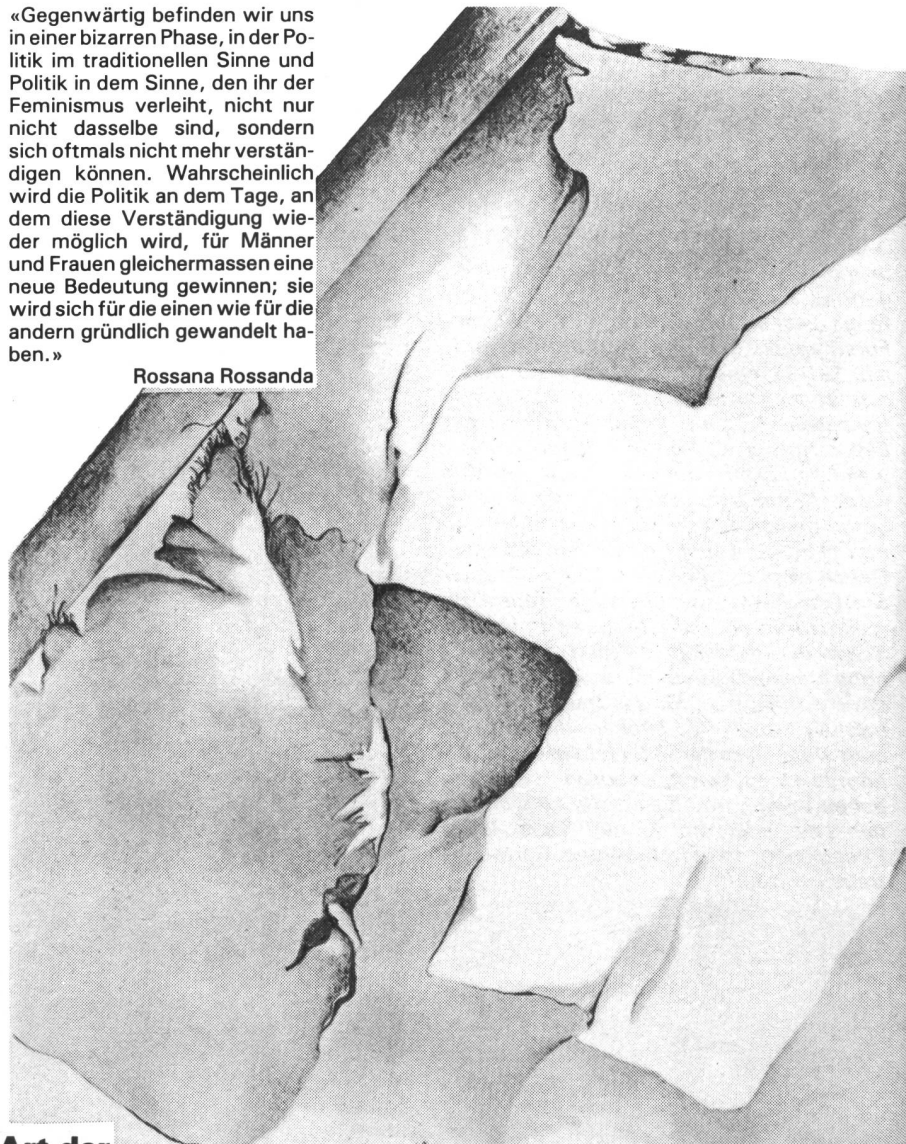 «Gegenwärtig befinden wir uns
in einer bizarren Phase, in der Po-
litik im traditionellen Sinne und
Politik in dem Sinne, den ihr der
Feminismus verleiht, nicht nur
nicht dasselbe sind, sondern
sich oftmals nicht mehr verstän-
digen können. Wahrscheinlich
wird die Politik an dem Tage, an
dem diese Verständigung wie-
der möglich wird, für Männer
und Frauen gleichermassen eine
neue Bedeutung gewinnen; sie
wird sich für die einen wie für die
andern gründlich gewandelt ha-
ben.»
Rossana Rossanda
Art der